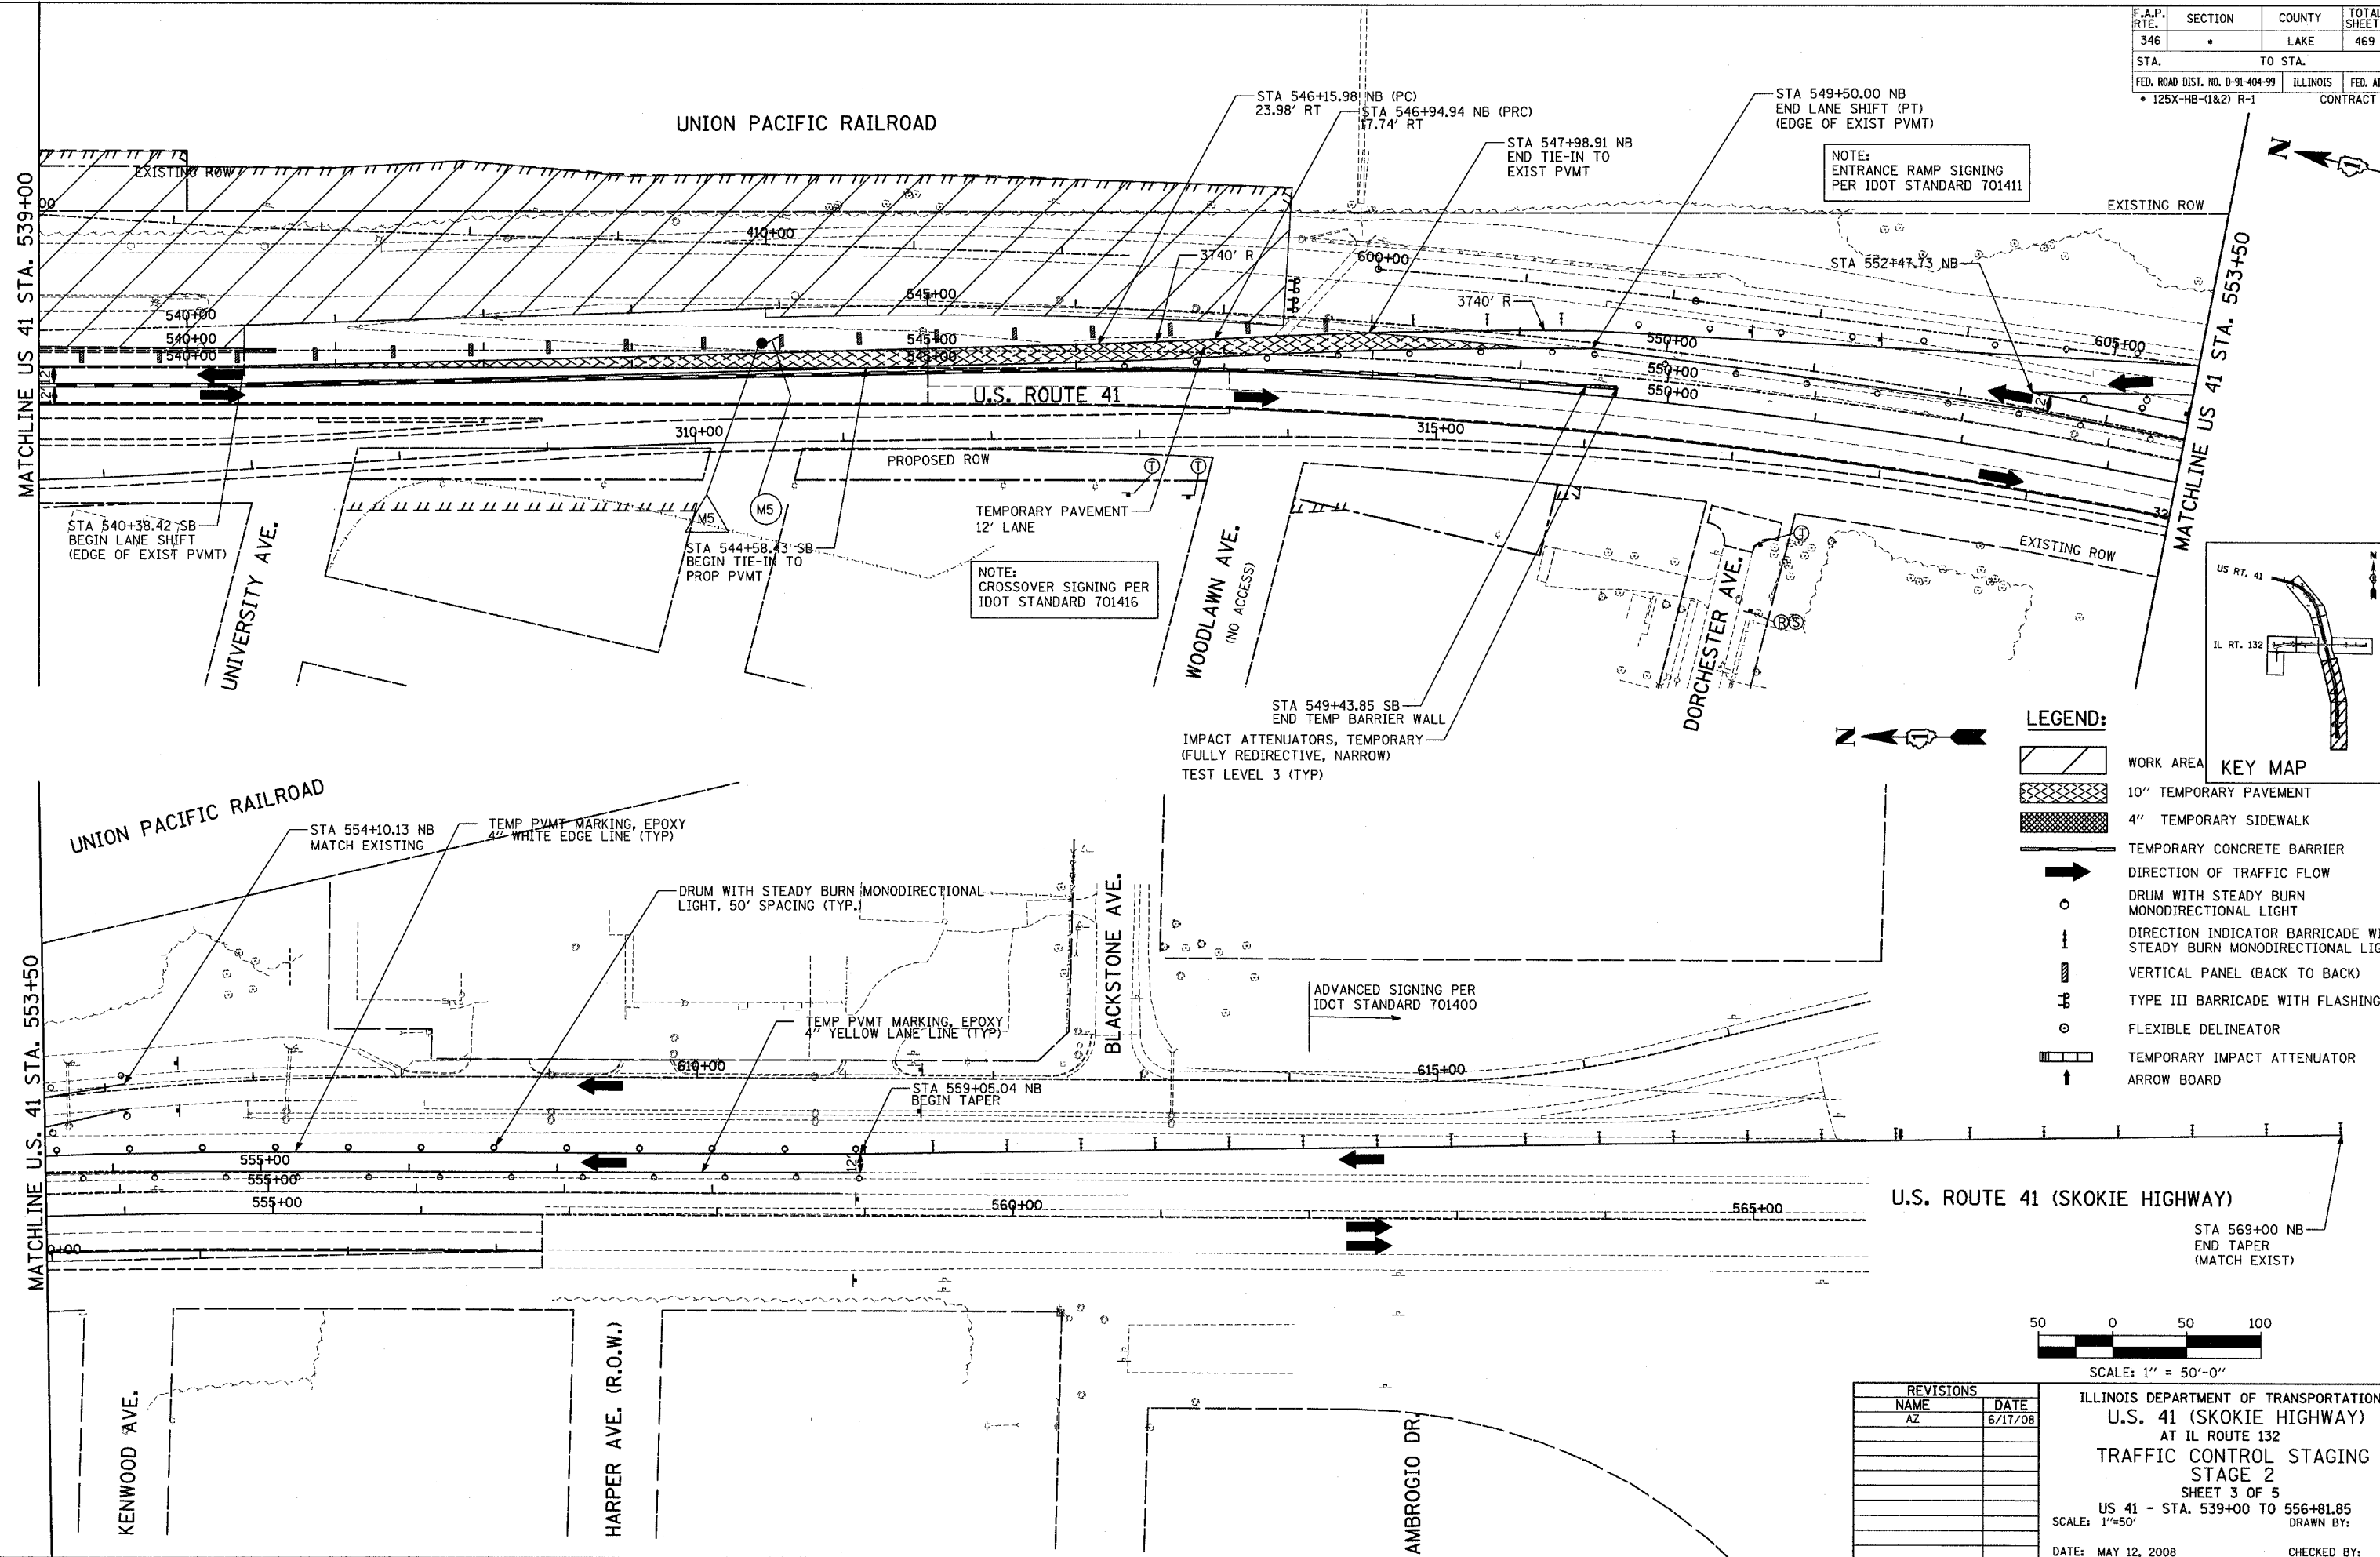 F.A.P. RTE.
SECTION
COUNTY
TOTAL SHEET
346
•
LAKE
469
STA.
TO STA.
FED. ROAD DIST. NO. D-91-404-99
ILLINOIS
• 125X-HB-(1&2) R-1
CONTRACT
UNION PACIFIC RAILROAD
STA 546+15.98 NB (PC)
23.98' RT
STA 546+94.94 NB (PRC)
17.74' RT
STA 547+98.91 NB
END TIE-IN TO
EXIST PVMT
STA 549+50.00 NB
END LANE SHIFT (PT)
(EDGE OF EXIST PVMT)
NOTE:
ENTRANCE RAMP SIGNING
PER IDOT STANDARD 701411
N
EXISTING ROW
EXISTING ROW
MATCHLINE US 41 STA. 539+00
410+00
3740' R
600+00
STA 552+47.73 NB
545+00
3740' R
540+00
540+00
540+00
545+00
545+00
550+00
550+00
550+00
605+00
12'
12'
U.S. ROUTE 41
MATCHLINE US 41 STA. 553+50
310+00
315+00
PROPOSED ROW
STA 540+38.42 SB
BEGIN LANE SHIFT
(EDGE OF EXIST PVMT)
UNIVERSITY AVE.
M5
M5
STA 544+58.43 SB
BEGIN TIE-IN TO
PROP PVMT
TEMPORARY PAVEMENT
12' LANE
NOTE:
CROSSOVER SIGNING PER
IDOT STANDARD 701416
WOODLAWN AVE.
(NO ACCESS)
DORCHESTER AVE.
EXISTING ROW
STA 549+43.85 SB
END TEMP BARRIER WALL
IMPACT ATTENUATORS, TEMPORARY
(FULLY REDIRECTIVE, NARROW)
TEST LEVEL 3 (TYP)
N
US RT. 41
IL RT. 132
N
KEY MAP
LEGEND:
WORK AREA
10" TEMPORARY PAVEMENT
4" TEMPORARY SIDEWALK
TEMPORARY CONCRETE BARRIER
DIRECTION OF TRAFFIC FLOW
DRUM WITH STEADY BURN
MONODIRECTIONAL LIGHT
DIRECTION INDICATOR BARRICADE
STEADY BURN MONODIRECTIONAL
VERTICAL PANEL (BACK TO BACK)
TYPE III BARRICADE WITH FLASHING
FLEXIBLE DELINEATOR
TEMPORARY IMPACT ATTENUATOR
ARROW BOARD
UNION PACIFIC RAILROAD
STA 554+10.13 NB
MATCH EXISTING
TEMP PVMT MARKING, EPOXY
4" WHITE EDGE LINE (TYP)
DRUM WITH STEADY BURN MONODIRECTIONAL
LIGHT, 50' SPACING (TYP.)
TEMP PVMT MARKING, EPOXY
4" YELLOW LANE LINE (TYP)
BLACKSTONE AVE.
ADVANCED SIGNING PER
IDOT STANDARD 701400
MATCHLINE U.S. 41 STA. 553+50
610+00
615+00
STA 559+05.04 NB
BEGIN TAPER
555+00
555+00
555+00
12'
560+00
565+00
U.S. ROUTE 41 (SKOKIE HIGHWAY)
STA 569+00 NB
END TAPER
(MATCH EXIST)
KENWOOD AVE.
HARPER AVE. (R.O.W.)
AMBROGIO DR.
50 0 50 100
SCALE: 1" = 50'-0"
REVISIONS
NAME DATE
AZ 6/17/08
ILLINOIS DEPARTMENT OF TRANSPORTATION
U.S. 41 (SKOKIE HIGHWAY)
AT IL ROUTE 132
TRAFFIC CONTROL STAGING
STAGE 2
SHEET 3 OF 5
US 41 - STA. 539+00 TO 556+81.85
SCALE: 1"=50'
DRAWN BY:
DATE: MAY 12, 2008
CHECKED BY: